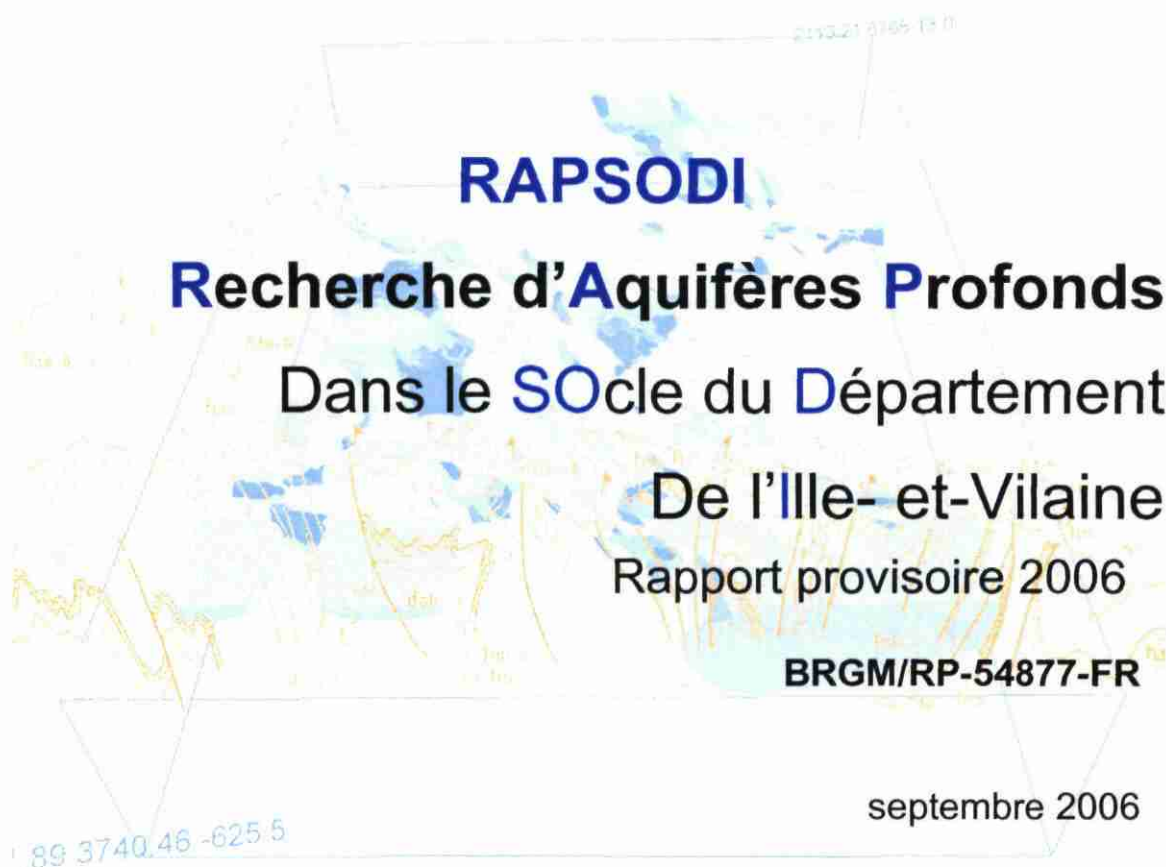 RAPSODI
Recherche d'Aquifères Profonds
Dans le SOcle du Département
De l'Ille- et-Vilaine
Rapport provisoire 2006
BRGM/RP-54877-FR
septembre 2006
89 3740.46 -625.5